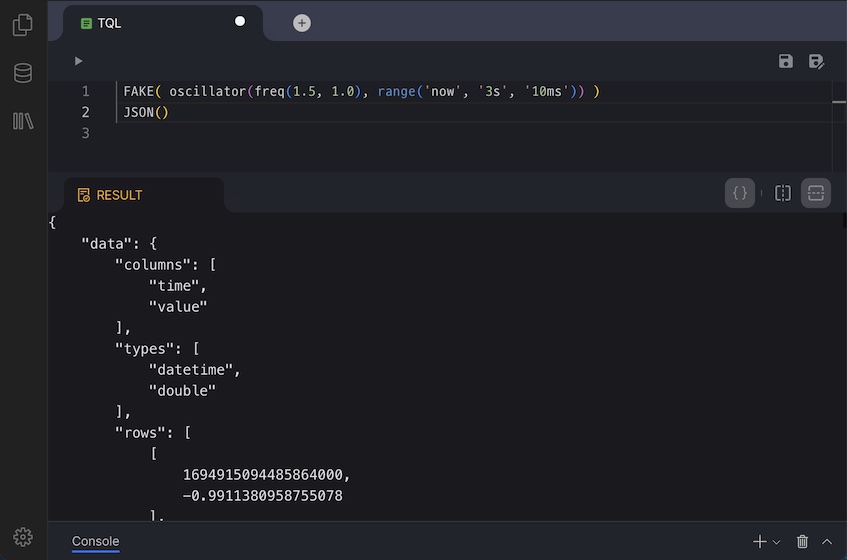 TQL
1 FAKE( oscillator(freq(1.5, 1.0), range('now', '3s', '10ms')) )
2 JSON()
3
RESULT
{
"data": {
"columns": [
"time",
"value"
],
"types": [
"datetime",
"double"
],
"rows": [
[
1694915094485864000,
-0.9911380958755078
],
Console